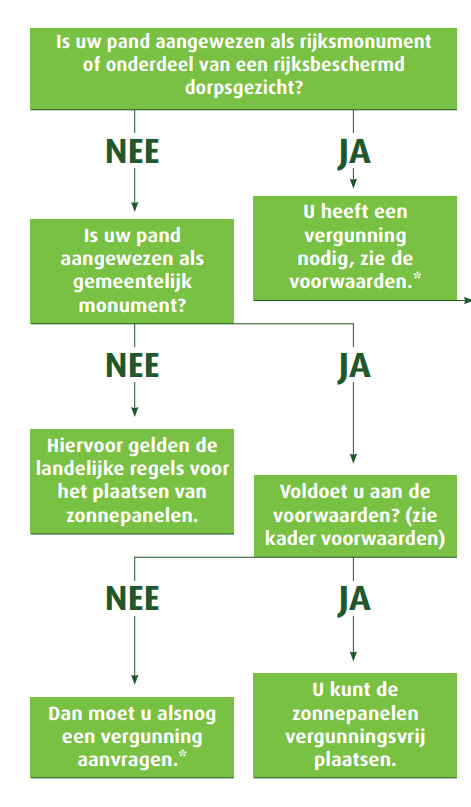 Is uw pand aangewezen als rijksmonument
of onderdeel van een rijksbeschermd
dorpsgezicht?
NEE
JA
U heeft een
vergunning
nodig, zie de
voorwaarden.*
Is uw pand
aangewezen als
gemeentelijk
monument?
NEE
JA
Hiervoor gelden de
landelijke regels voor
het plaatsen van
zonnepanelen.
Voldoet u aan de
voorwaarden? (zie
kader voorwaarden)
NEE
JA
Dan moet u alsnog
een vergunning
aanvragen.*
U kunt de
zonnepanelen
vergunningsvrij
plaatsen.